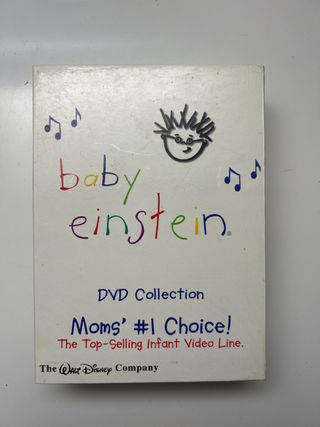 baby
einstein.
DVD Collection
Moms' #1 Choice!
The Top-Selling Infant Video Line.
The Walt Disney Company